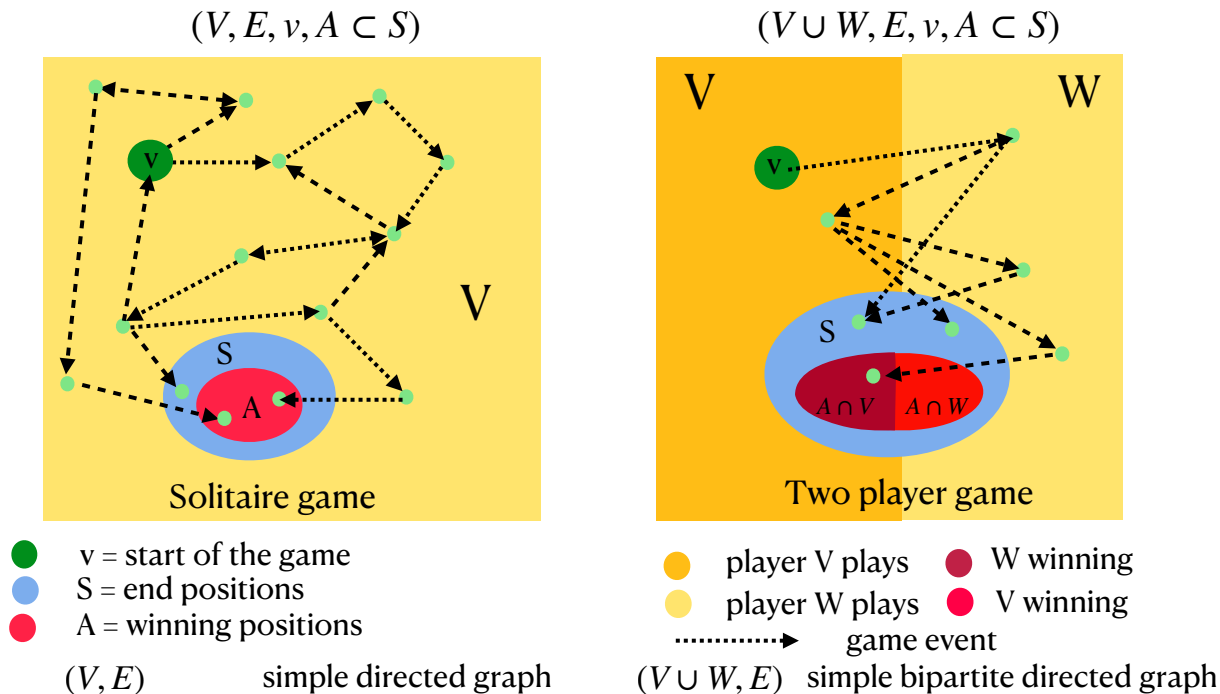 (V, E, v, A ⊂ S)
V
v
S
A
Solitaire game
v = start of the game
S = end positions
A = winning positions
(V, E) simple directed graph
(V ∪ W, E, v, A ⊂ S)
V
W
v
S
A ∩ V
A ∩ W
Two player game
player V plays
W winning
player W plays
V winning
game event
(V ∪ W, E) simple bipartite directed graph